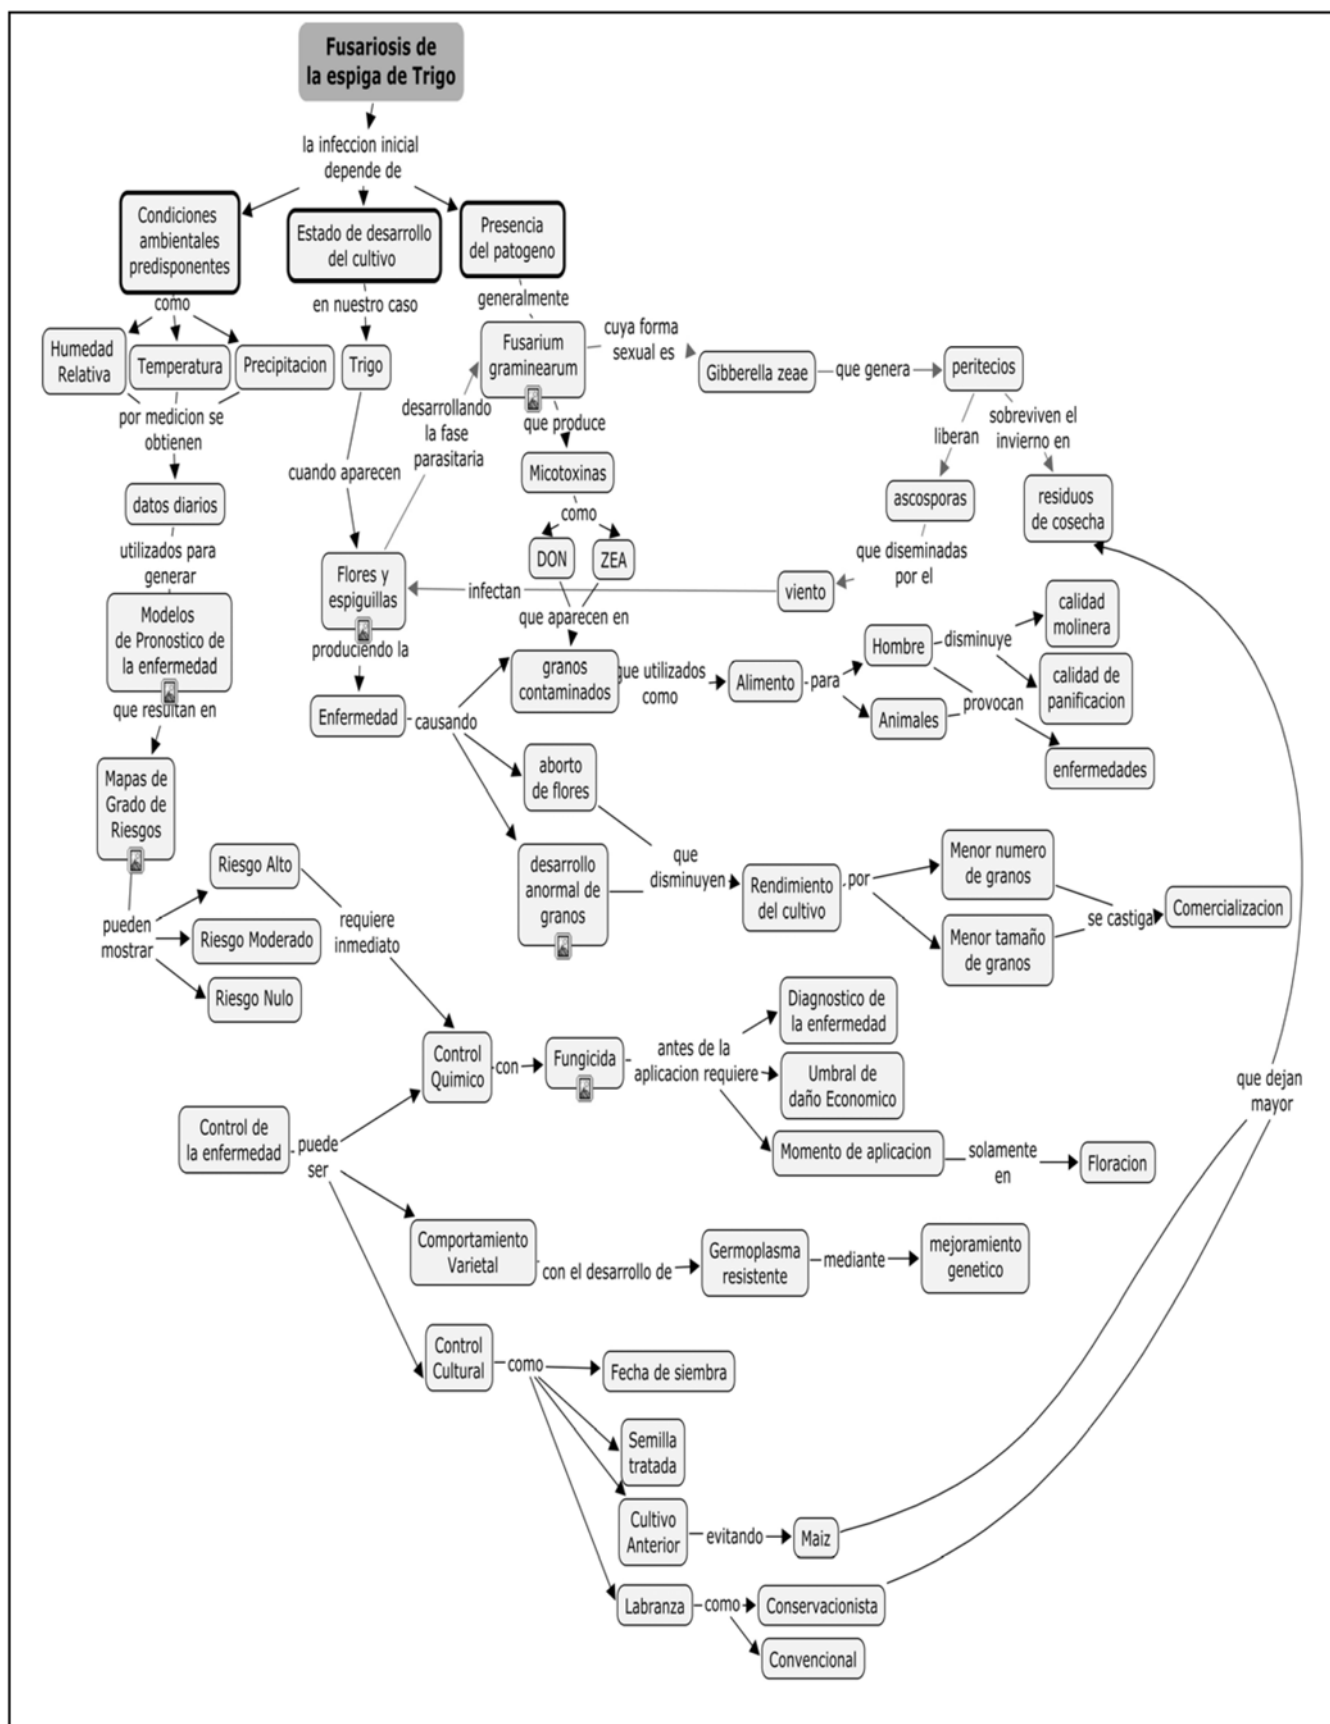 Fusariosis de
la espiga de Trigo
la infeccion inicial
depende de
Condiciones
ambientales
predisponentes
Estado de desarrollo
del cultivo
Presencia
del patogeno
como
en nuestro caso
generalmente
Humedad
Relativa
Temperatura
Precipitacion
Trigo
Fusarium
graminearum
cuya forma
sexual es
Gibberella zeae
que genera
peritecios
por medicion se
obtienen
desarrollando
la fase
parasitaria
que produce
liberan
sobreviven el
invierno en
cuando aparecen
Micotoxinas
datos diarios
como
ascosporas
residuos
de cosecha
utilizados para
generar
DON
ZEA
que diseminadas
por el
Flores y
espiguillas
infectan
viento
Modelos
de Pronostico de
la enfermedad
que aparecen en
calidad
molinera
produciendo la
granos
contaminados
que utilizados
como
Alimento
para
Hombre
disminuye
calidad de
panificacion
Animales
provocan
enfermedades
que resultan en
Enfermedad
causando
aborto
de flores
Mapas de
Grado de
Riesgos
desarrollo
anormal de
granos
que
disminuyen
Rendimiento
del cultivo
por
Menor numero
de granos
Menor tamaño
de granos
se castiga
Comercializacion
pueden
mostrar
Riesgo Alto
Riesgo Moderado
Riesgo Nulo
requiere
inmediato
Control
Quimico
con
Fungicida
antes de la
aplicacion requiere
Diagnostico de
la enfermedad
Umbral de
daño Economico
Momento de aplicacion
solamente
en
Floracion
que dejan
mayor
Control de
la enfermedad
puede
ser
Comportamiento
Varietal
con el desarrollo de
Germoplasma
resistente
mediante
mejoramiento
genetico
Control
Cultural
como
Fecha de siembra
Semilla
tratada
Cultivo
Anterior
evitando
Maiz
Labranza
como
Conservacionista
Convencional